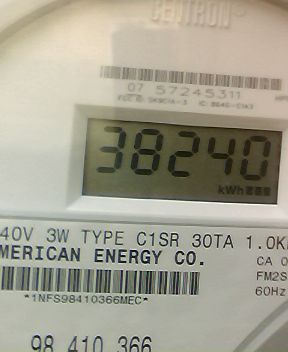 CENTRON®
07 57245311
38240
kWh
40V 3W TYPE C1SR 30TA 1.0K
MERICAN ENERGY CO.
CA 0
FM2S
60Hz
*1NFS98410366MEC*
98 410 366